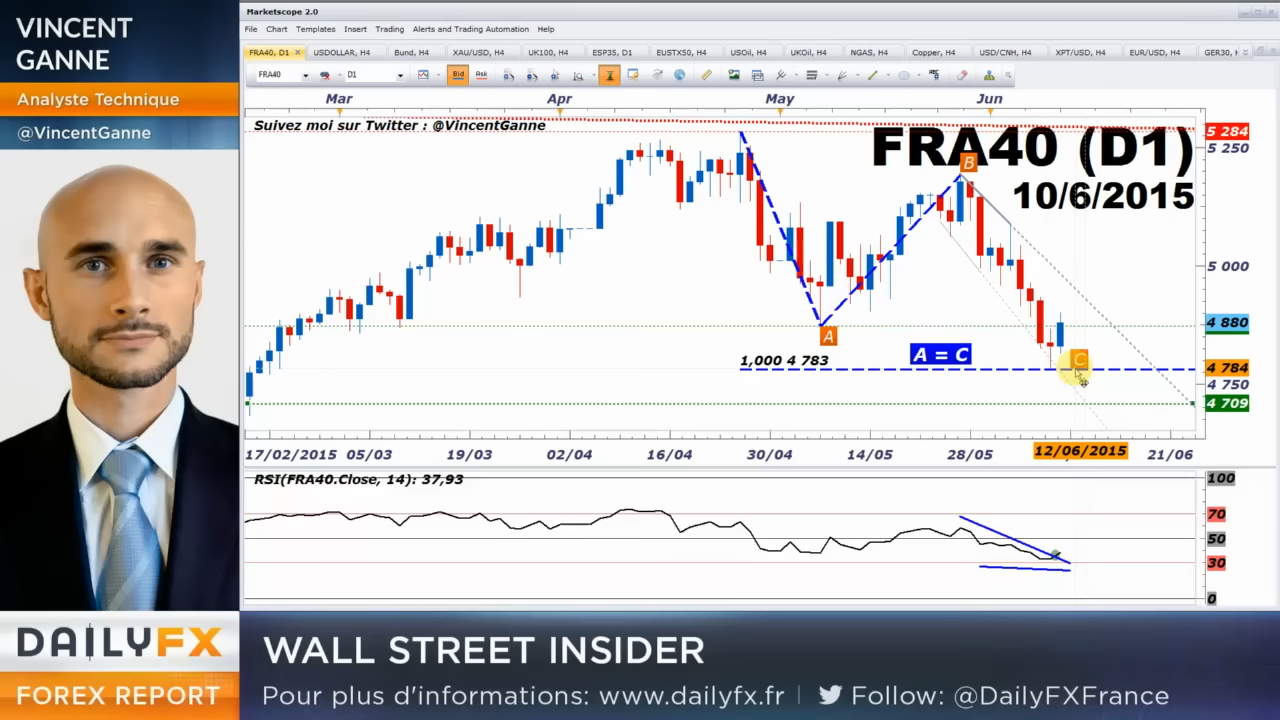 VINCENT
GANNE
Analyste Technique
@VincentGanne
Marketscope 2.0
File Chart Templates Insert Trading Alerts and Trading Automation Help
FRA40, D1 USDOLLAR, H4 Bund, H4 XAU/USD, H4 UK100, H4 ESP35, D1 EUSTX50, H4 USOil, H4 UKOil, H4 NGAS, H4 Copper, H4 USD/CNH, H4 XPT/USD, H4 EUR/USD, H4 GER30, H
FRA40 D1 Bid Ask
Mar Apr May Jun
Suivez moi sur Twitter : @VincentGanne
FRA40 (D1)
10/6/2015
5 284
5 250
5 000
4 880
4 784
4 750
4 709
B
A
C
1,000 4 783
A = C
17/02/2015 05/03 19/03 02/04 16/04 30/04 14/05 28/05 12/06/2015 21/06
RSI(FRA40.Close, 14): 37,93
100
70
50
30
0
DAILYFX
FOREX REPORT
WALL STREET INSIDER
Pour plus d'informations: www.dailyfx.fr | Follow: @DailyFXFrance